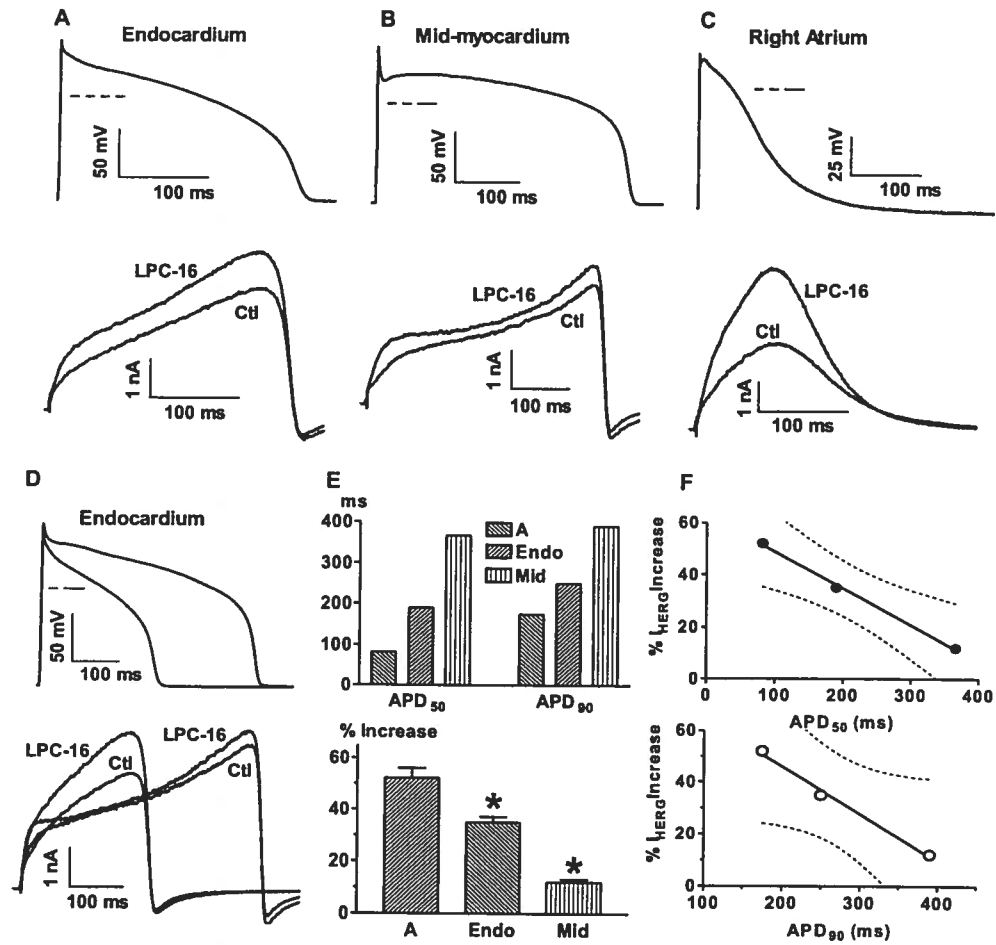 A
Endocardium
50 mV
100 ms
LPC-16
Ctl
1 nA
100 ms
B
Mid-myocardium
50 mV
100 ms
LPC-16
Ctl
1 nA
100 ms
C
Right Atrium
25 mV
100 ms
LPC-16
Ctl
1 nA
100 ms
D
Endocardium
50 mV
100 ms
LPC-16
Ctl
LPC-16
Ctl
1 nA
100 ms
E
ms
400
300
200
100
0
A
Endo
Mid
APD50
APD90
% Increase
60
40
20
0
*
*
A Endo Mid
F
% IHERG Increase
60
40
20
0
0 100 200 300 400
APD50 (ms)
% IHERG Increase
60
40
20
0
100 200 300 400
APD90 (ms)